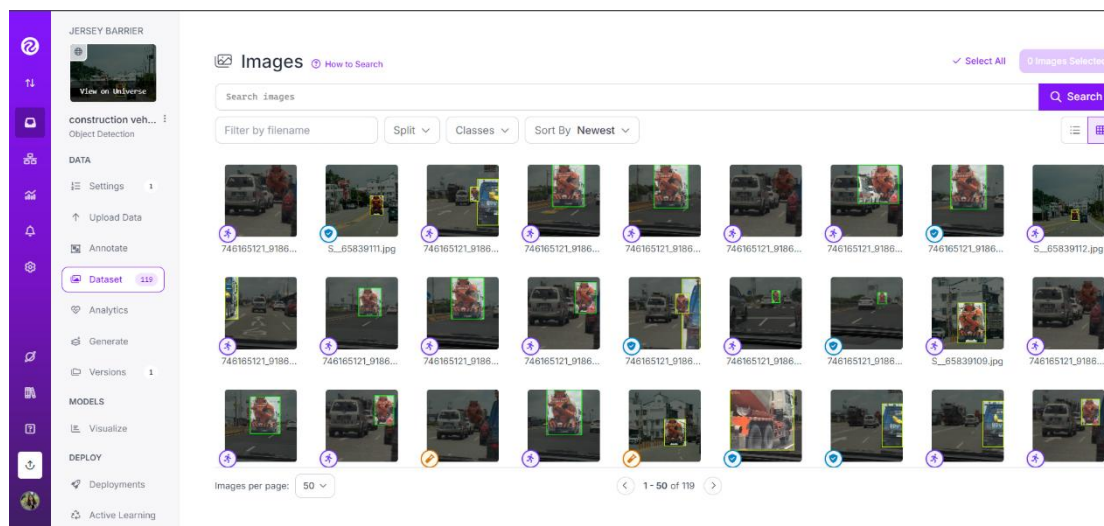 JERSEY BARRIER
View on Universe
construction veh...
Object Detection
DATA
Settings 1
Upload Data
Annotate
Dataset 119
Analytics
Generate
Versions 1
MODELS
Visualize
DEPLOY
Deployments
Active Learning
Images How to Search
Select All 0 Images Selected
Search images Search
Filter by filename Split Classes Sort By Newest
746165121_9186... S__65839111.jpg 746165121_9186... 746165121_9186... 746165121_9186... 746165121_9186... 746165121_9186... 746165121_9186... S__65839112.jpg
746165121_9186... 746165121_9186... 746165121_9186... 746165121_9186... 746165121_9186... 746165121_9186... 746165121_9186... S__65839109.jpg 746165121_9186...
Images per page: 50 1 - 50 of 119